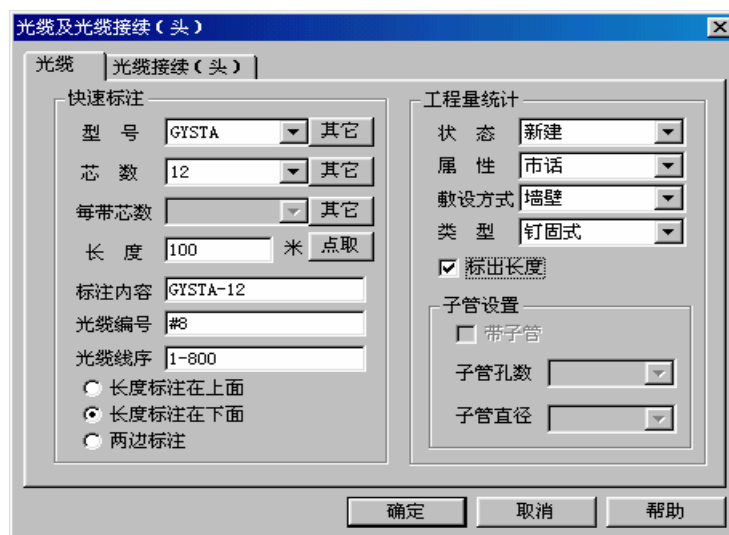 光缆及光缆接续(头)
光缆
光缆接续(头)
快速标注
型 号 GYSTA 其它
芯 数 12 其它
每带芯数 其它
长 度 100 米 点取
标注内容 GYSTA-12
光缆编号 #8
光缆线序 1-800
长度标注在上面
长度标注在下面
两边标注
工程量统计
状 态 新建
属 性 市话
敷设方式 墙壁
类 型 钉固式
标出长度
子管设置
带子管
子管孔数
子管直径
确定
取消
帮助